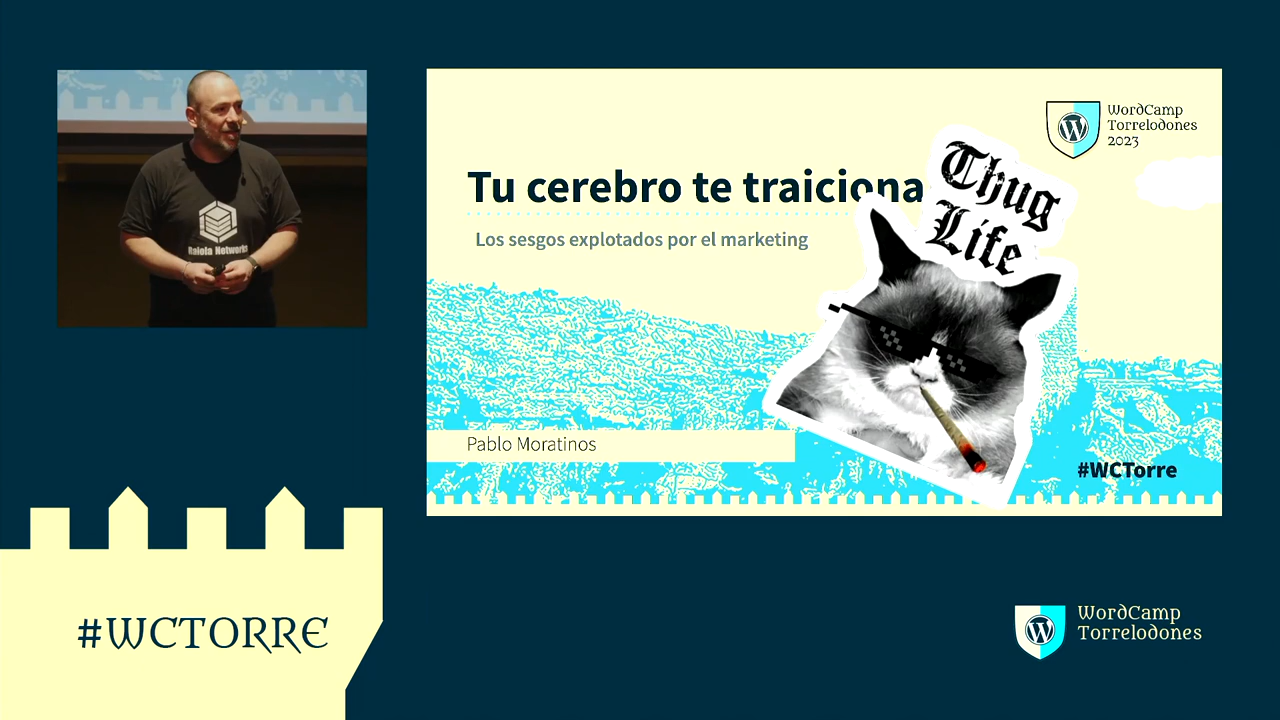 Raiola Networks
WordCamp
Torrelodones
2023
Thug
Life
Tu cerebro te traiciona
Los sesgos explotados por el marketing
Pablo Moratinos
#WCTorre
#WCTORRE
WordCamp
Torrelodones